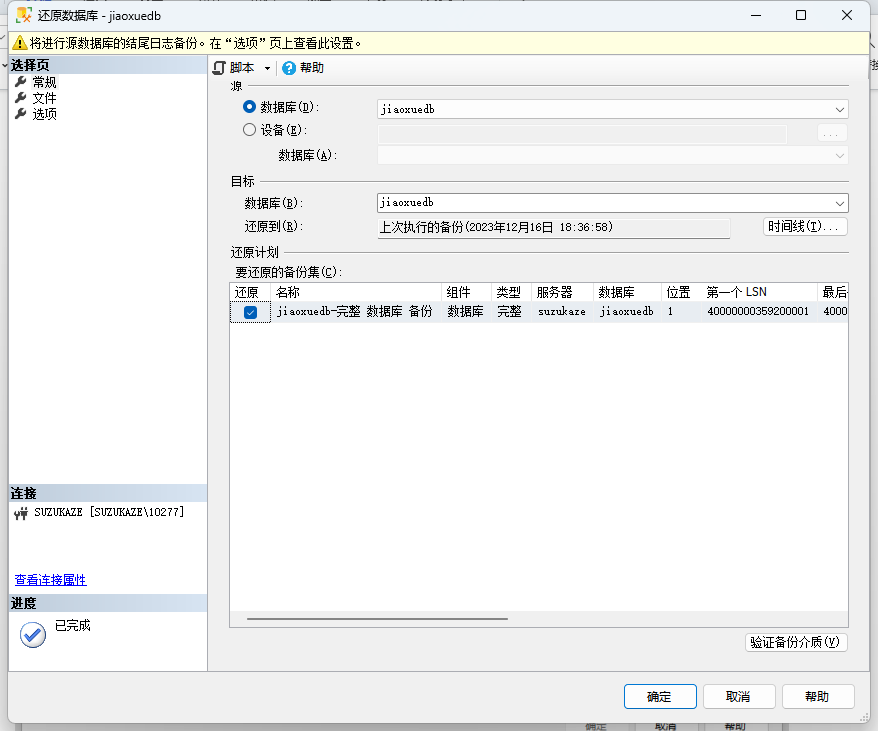 还原数据库 - jiaoxuedb
将进行源数据库的结尾日志备份。在“选项”页上查看此设置。
选择页
常规
文件
选项
脚本
帮助
源
数据库(D):
jiaoxuedb
设备(E):
...
数据库(A):
目标
数据库(B):
jiaoxuedb
还原到(R):
上次执行的备份(2023年12月16日 18:36:58)
时间线(T)...
还原计划
要还原的备份集(C):
还原 名称 组件 类型 服务器 数据库 位置 第一个 LSN 最后
jiaoxuedb-完整 数据库 备份 数据库 完整 suzukaze jiaoxuedb 1 40000000359200001 4000
连接
SUZUKAZE [SUZUKAZE\10277]
查看连接属性
进度
已完成
验证备份介质(V)
确定 取消 帮助
确定 取消 帮助